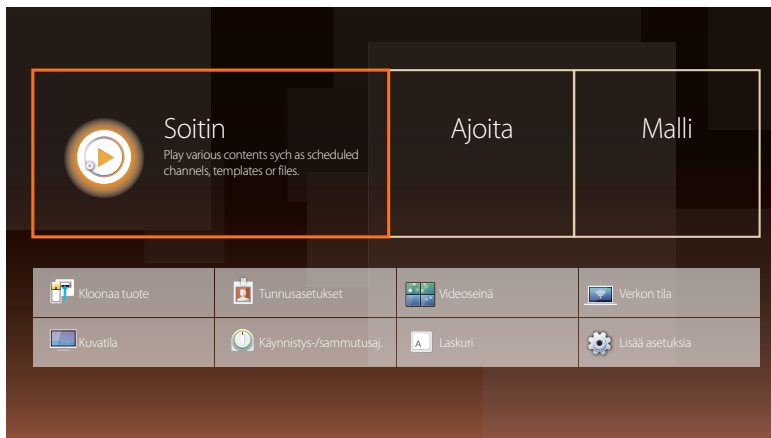 Soitin
Play various contents sych as scheduled
channels, templates or files.
Ajoita
Malli
Kloonaa tuote
Tunnusasetukset
Videoseinä
Verkon tila
Kuvatila
Käynnistys-/sammutusaj.
A
Laskuri
Lisää asetuksia